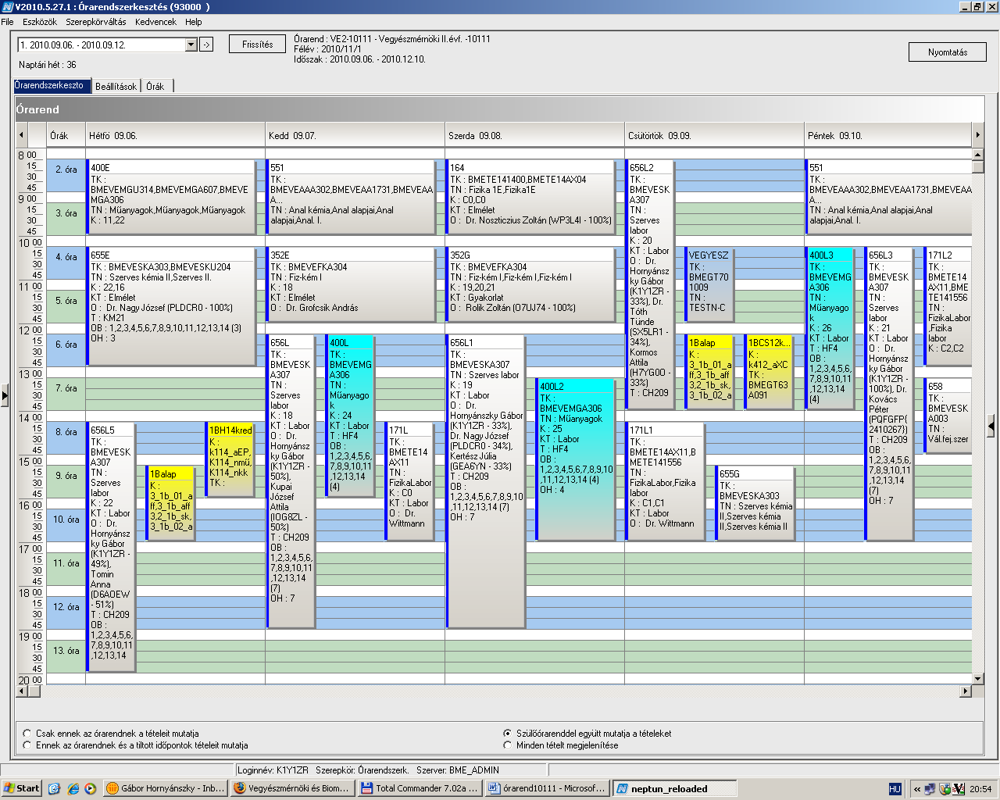 V2010.5.27.1 : Órarendszerkesztés (93000  )
File Eszközök Szerepkörváltás Kedvencek Help
1. 2010.09.06. - 2010.09.12.
->
Frissítés
Órarend : VE2-10111 - Vegyészmérnöki II.évf. -10111
Félév : 2010/11/1
Időszak : 2010.09.06. - 2010.12.10.
Nyomtatás
Naptári hét : 36
Órarendszerkeszto Beállítások Órák
Órarend
Órák Hétfő 09.06. Kedd 09.07. Szerda 09.08. Csütörtök 09.09. Péntek 09.10.
8 00
15
30
45
9 00
15
30
45
10 00
15
30
45
11 00
15
30
45
12 00
15
30
45
13 00
15
30
45
14 00
15
30
45
15 00
15
30
45
16 00
15
30
45
17 00
15
30
45
18 00
15
30
45
19 00
15
30
45
20 00
2. óra
3. óra
4. óra
5. óra
6. óra
7. óra
8. óra
9. óra
10. óra
11. óra
12. óra
13. óra
400E
TK :
BMEVEMGU314,BMEVEMGA607,BMEVE
MGA306
TN : Műanyagok,Műanyagok,Műanyagok
K : 11,22
655E
TK : BMEVESKA303,BMEVESKU204
TN : Szerves kémia II,Szerves II.
K : 22,16
KT : Elmélet
O : Dr. Nagy József (PLDCR0 - 100%)
T : KM21
OB : 1,2,3,4,5,6,7,8,9,10,11,12,13,14 (3)
OH : 3
656L5
TK :
BMEVESK
A307
TN :
Szerves
labor
K : 22
KT : Labor
O : Dr.
Hornyánsz
ky Gábor
(K1Y1ZR -
49%),
Tomin
Anna
(D6AOEW
- 51%)
T : CH209
OB :
1,2,3,4,5,6,
7,8,9,10,11
,12,13,14
1Balap
K :
3_1b_01_a
ff,3_1b_aff
3,2_1b_sk,
3_1b_02_a
1BH14kred
K :
k114_aEP,
K114_nmű,
K114_nkk
TK :
551
TK :
BMEVEAAA302,BMEVEAA1731,BMEVEAA
A...
TN : Anal kémia,Anal alapjai,Anal
alapjai,Anal. I.
352E
TK : BMEVEFKA304
TN : Fiz-kém I
K : 18
KT : Elmélet
O : Dr. Grofcsik András
656L
TK :
BMEVESK
A307
TN :
Szerves
labor
K : 18
KT : Labor
O : Dr.
Hornyánsz
ky Gábor
(K1Y1ZR -
50%),
Kupai
József
Attila
(IOG8ZL -
50%)
T : CH209
OB :
1,2,3,4,5,6,
7,8,9,10,11
,12,13,14
(7)
OH : 7
400L
TK :
BMEVEMG
A306
TN :
Műanyago
k
K : 24
KT : Labor
T : HF4
OB :
1,2,3,4,5,6,
7,8,9,10,11
,12,13,14
(4)
171L
TK :
BMETE14
AX11
TN :
FizikaLabor
K : C0
KT : Labor
O : Dr.
Wittmann
164
TK : BMETE141400,BMETE14AX04
TN : Fizika 1E,Fizika1E
K : C0,C0
KT : Elmélet
O : Dr. Noszticzius Zoltán (WP3L4I - 100%)
352G
TK : BMEVEFKA304
TN : Fiz-kém I,Fiz-kém I,Fiz-kém I
K : 19,20,21
KT : Gyakorlat
O : Rolik Zoltán (O7UJ74 - 100%)
656L1
TK :
BMEVESKA307
TN : Szerves labor
K : 19
KT : Labor
O : Dr.
Hornyánszky Gábor
(K1Y1ZR - 33%),
Dr. Nagy József
(PLDCR0 - 34%),
Kertész Júlia
(GEA6YN - 33%)
T : CH209
OB :
1,2,3,4,5,6,7,8,9,10
,11,12,13,14 (7)
OH : 7
400L2
TK :
BMEVEMGA306
TN : Műanyagok
K : 25
KT : Labor
T : HF4
OB :
1,2,3,4,5,6,7,8,9,10
,11,12,13,14 (4)
OH : 4
656L2
TK :
BMEVESK
A307
TN :
Szerves
labor
K : 20
KT : Labor
O : Dr.
Hornyánsz
ky Gábor
(K1Y1ZR -
33%), Dr.
Tóth
Tünde
(SX5LR1 -
34%),
Kormos
Attila
(H7YG0O -
33%)
T : CH209
VEGYESZ
TK :
BMEGT70
1009
TN :
TESTN-C
1Balap
K :
3_1b_01_a
ff,3_1b_aff
3,2_1b_sk,
3_1b_02_a
1BCS12k...
K :
k412_aXC
TK :
BMEGT63
A091
171L1
TK :
BMETE14AX11,B
METE141556
TN :
FizikaLabor,Fizika
labor
K : C1,C1
KT : Labor
O : Dr. Wittmann
655G
TK :
BMEVESKA303
TN : Szerves kémia
II,Szerves kémia
II,Szerves kémia II
551
TK :
BMEVEAAA302,BMEVEAA1731,BMEVEAA
A...
TN : Anal kémia,Anal alapjai,Anal
alapjai,Anal. I.
400L3
TK :
BMEVEMG
A306
TN :
Műanyago
k
K : 26
KT : Labor
T : HF4
OB :
1,2,3,4,5,6,
7,8,9,10,11
,12,13,14
(4)
656L3
TK :
BMEVESK
A307
TN :
Szerves
labor
K : 21
KT : Labor
O : Dr.
Hornyánsz
ky Gábor
(K1Y1ZR -
100%), Dr.
Kovács
Péter
(PQFGFP{
2410267})
T : CH209
OB :
1,2,3,4,5,6,
7,8,9,10,11
,12,13,14
(7)
OH : 7
171L2
TK :
BMETE14
AX11,BME
TE141556
TN :
FizikaLabor
,Fizika
labor
K : C2,C2
658
TK :
BMEVESK
A003
TN :
Vál.fej.szer
Csak ennek az órarendnek a tételeit mutatja
Ennek az órarendnek és a tiltott időpontok tételeit mutatja
Szülőórarenddel együtt mutatja a tételeket
Minden tételt megjelenítése
Loginnév: K1Y1ZR Szerepkör: Órarendszerk. Szerver: BME_ADMIN
Start Gábor Hornyánszky - Inb... Vegyészmérnöki és Biom... Total Commander 7.02a ... órarend10111 - Microsof... neptun_reloaded HU « 20:54